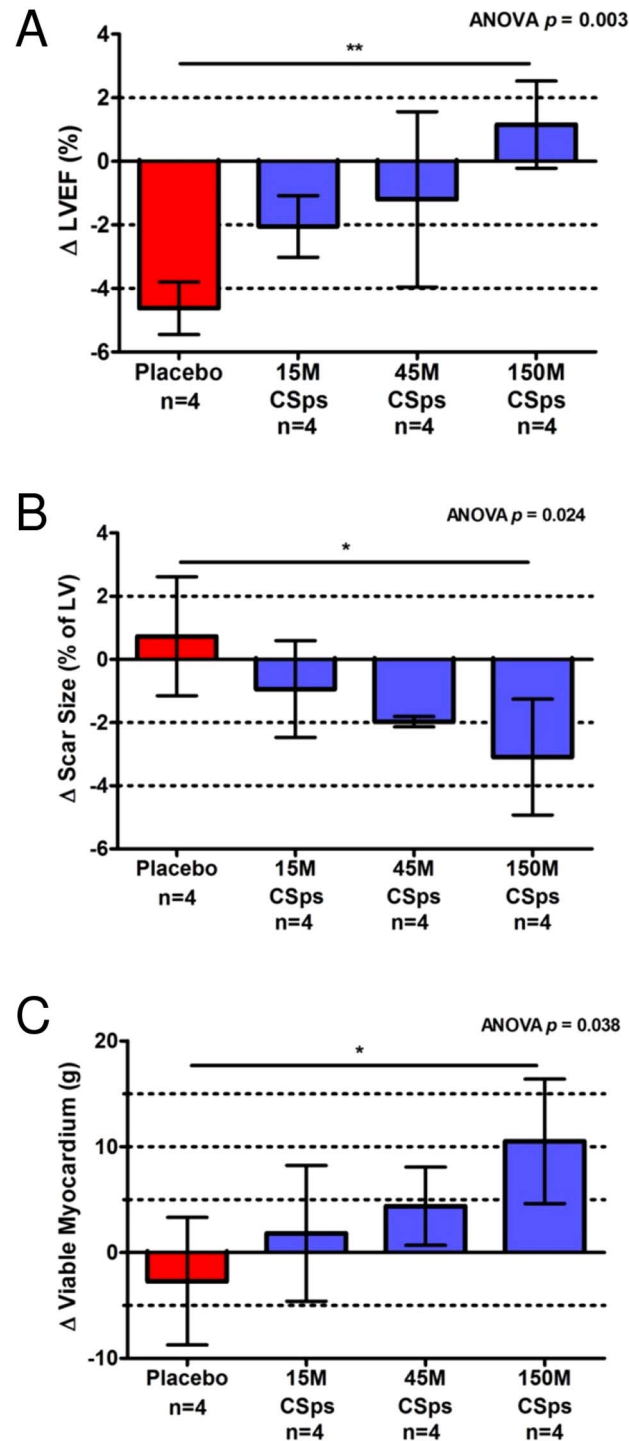 A
ANOVA p = 0.003
**
Δ LVEF (%)
4
2
0
-2
-4
-6
Placebo
n=4
15M
CSps
n=4
45M
CSps
n=4
150M
CSps
n=4
B
ANOVA p = 0.024
*
Δ Scar Size (% of LV)
4
2
0
-2
-4
-6
Placebo
n=4
15M
CSps
n=4
45M
CSps
n=4
150M
CSps
n=4
C
ANOVA p = 0.038
*
Δ Viable Myocardium (g)
20
10
0
-10
Placebo
n=4
15M
CSps
n=4
45M
CSps
n=4
150M
CSps
n=4